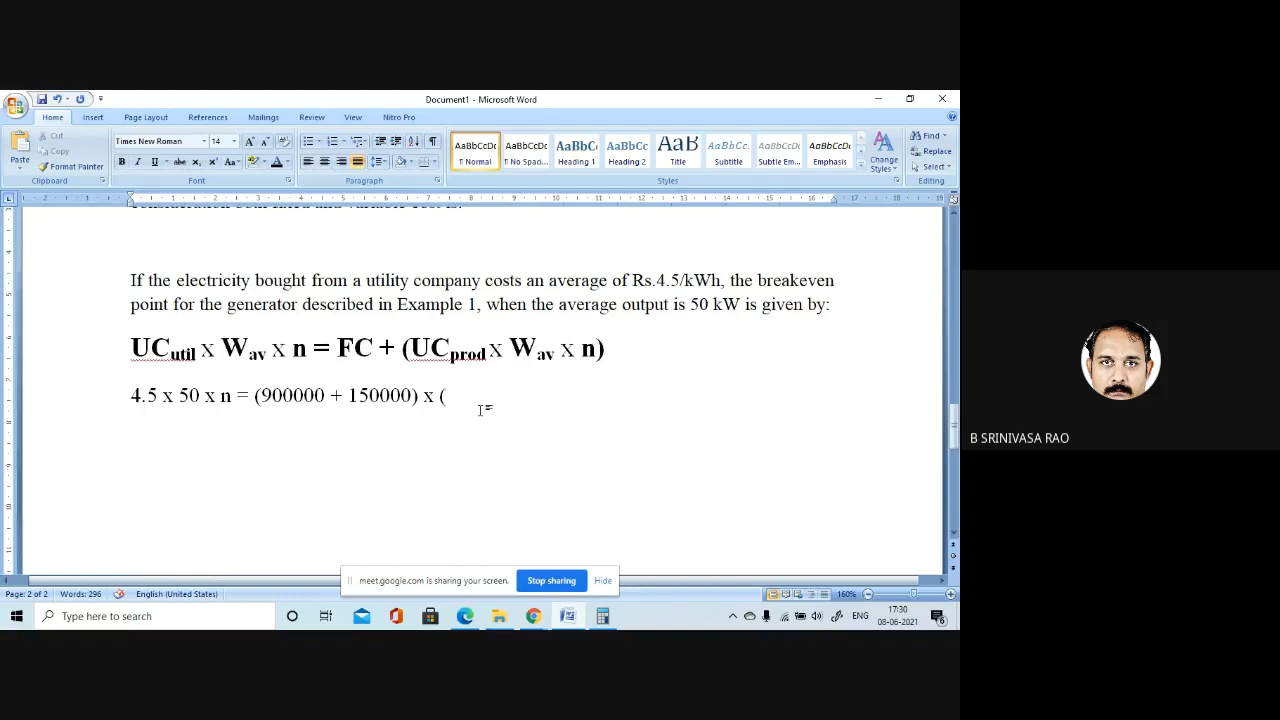 Document1 - Microsoft Word
Home Insert Page Layout References Mailings Review View Nitro Pro
Paste
Cut
Copy
Format Painter
Clipboard
Times New Roman 14
Font
Paragraph
AaBbCcDc AaBbCcDc AaBbCc AaBbCc AaB AaBbCc. AaBbCcDc AaBbCcDc
¶ Normal ¶ No Spaci... Heading 1 Heading 2 Title Subtitle Subtle Em... Emphasis
Styles
Change Styles
Find
Replace
Select
Editing
If the electricity bought from a utility company costs an average of Rs.4.5/kWh, the breakeven
point for the generator described in Example 1, when the average output is 50 kW is given by:
UCutil x Wav x n = FC + (UCprod x Wav x n)
4.5 x 50 x n = (900000 + 150000) x (
B SRINIVASA RAO
meet.google.com is sharing your screen. Stop sharing Hide
Page: 2 of 2 Words: 296 English (United States) 160%
Type here to search
ENG 17:30
08-06-2021